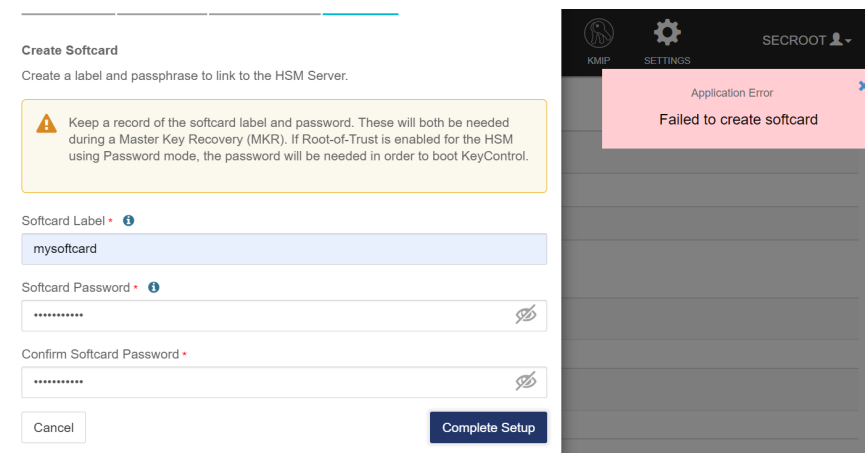 Create Softcard
Create a label and passphrase to link to the HSM Server.
Keep a record of the softcard label and password. These will both be needed
during a Master Key Recovery (MKR). If Root-of-Trust is enabled for the HSM
using Password mode, the password will be needed in order to boot KeyControl.
Softcard Label *
mysoftcard
Softcard Password *
•••••••••••
Confirm Softcard Password *
•••••••••••
Cancel
Complete Setup
KMIP
SETTINGS
SECROOT
Application Error
Failed to create softcard